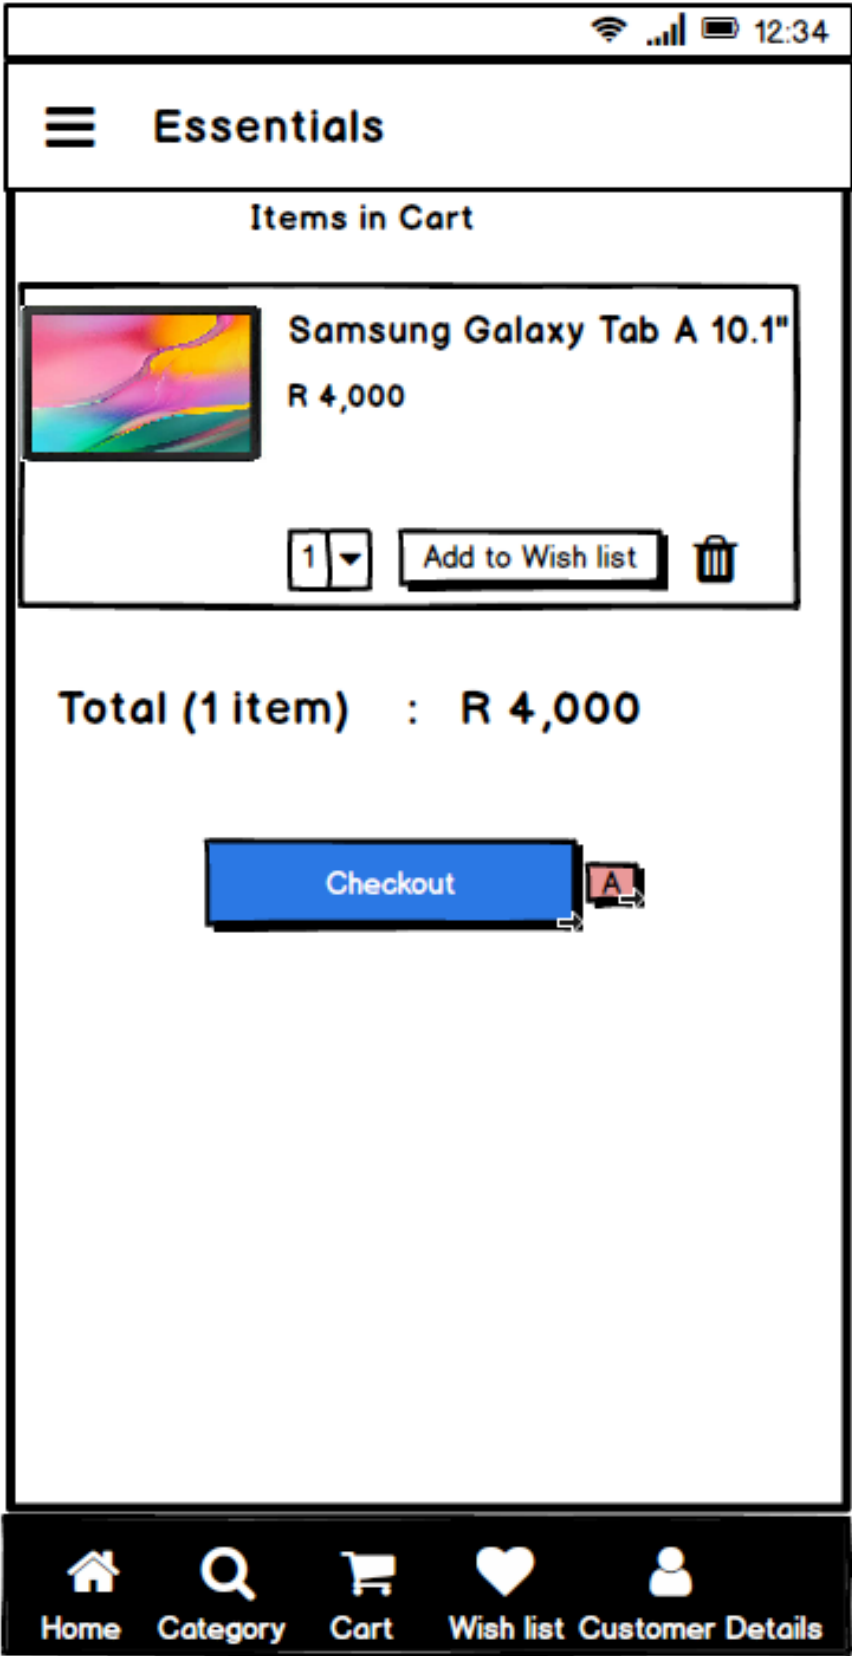 12:34
Essentials
Items in Cart
Samsung Galaxy Tab A 10.1"
R 4,000
1
Add to Wish list
Total (1 item) : R 4,000
Checkout
A
Home Category Cart Wish list Customer Details